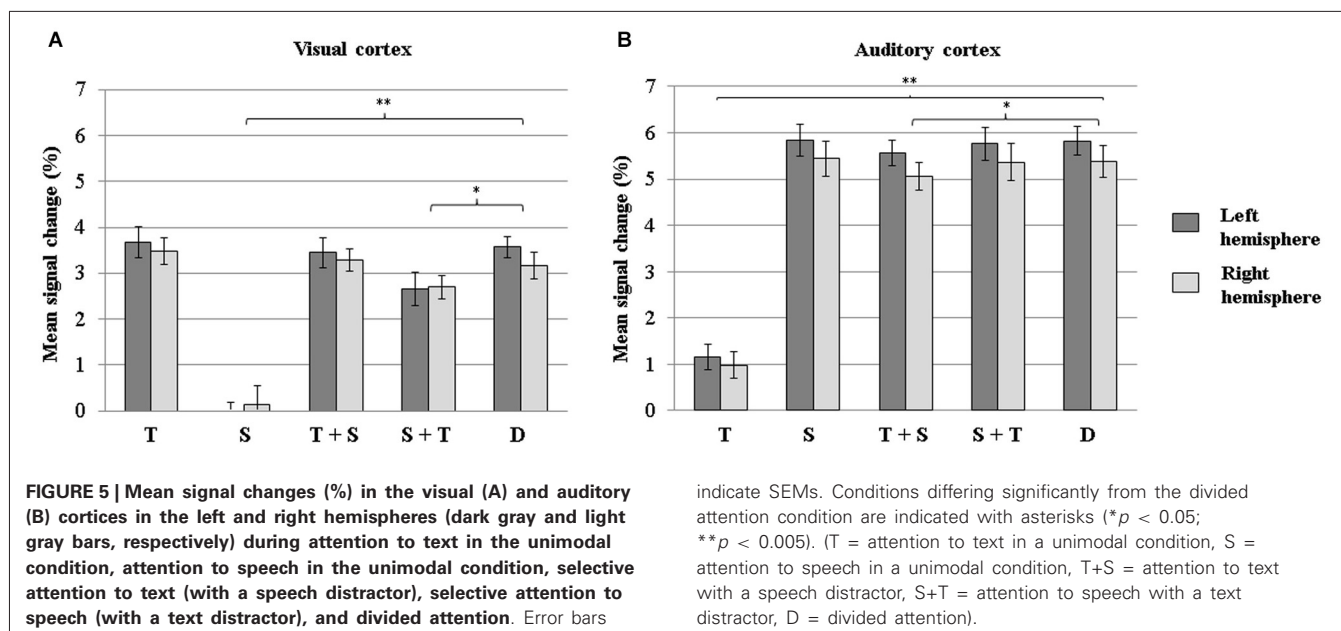 A
Visual cortex
Mean signal change (%)
7
6
5
4
3
2
1
0
**
*
T
S
T + S
S + T
D
B
Auditory cortex
Mean signal change (%)
7
6
5
4
3
2
1
0
**
*
T
S
T + S
S + T
D
Left
hemisphere
Right
hemisphere
FIGURE 5 | Mean signal changes (%) in the visual (A) and auditory
(B) cortices in the left and right hemispheres (dark gray and light
gray bars, respectively) during attention to text in the unimodal
condition, attention to speech in the unimodal condition, selective
attention to text (with a speech distractor), selective attention to
speech (with a text distractor), and divided attention. Error bars
indicate SEMs. Conditions differing significantly from the divided
attention condition are indicated with asterisks (*p < 0.05;
**p < 0.005). (T = attention to text in a unimodal condition, S =
attention to speech in a unimodal condition, T+S = attention to text
with a speech distractor, S+T = attention to speech with a text
distractor, D = divided attention).